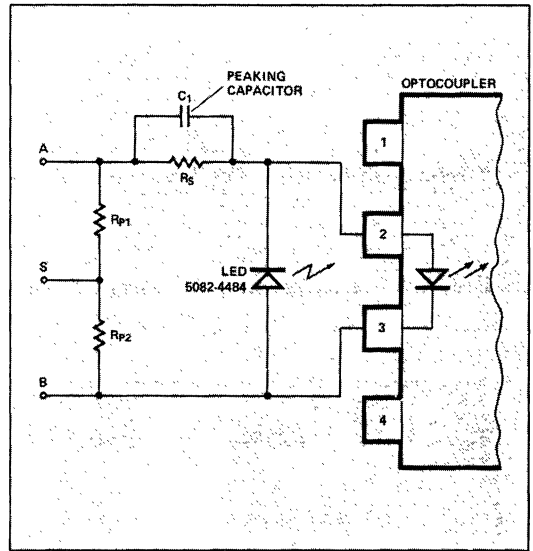 PEAKING
CAPACITOR
OPTOCOUPLER
C1
A
RS
1
RP1
2
S
LED
5082-4484
3
RP2
B
4